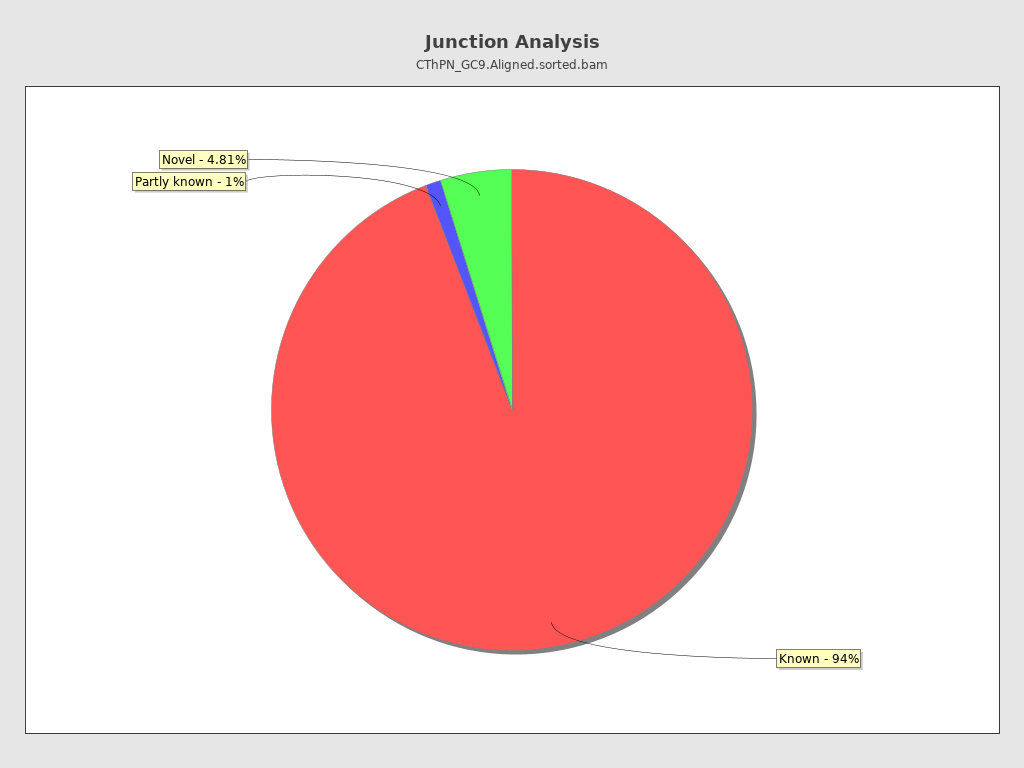 Junction Analysis
CThPN_GC9.Aligned.sorted.bam
Novel - 4.81%
Partly known - 1%
Known - 94%